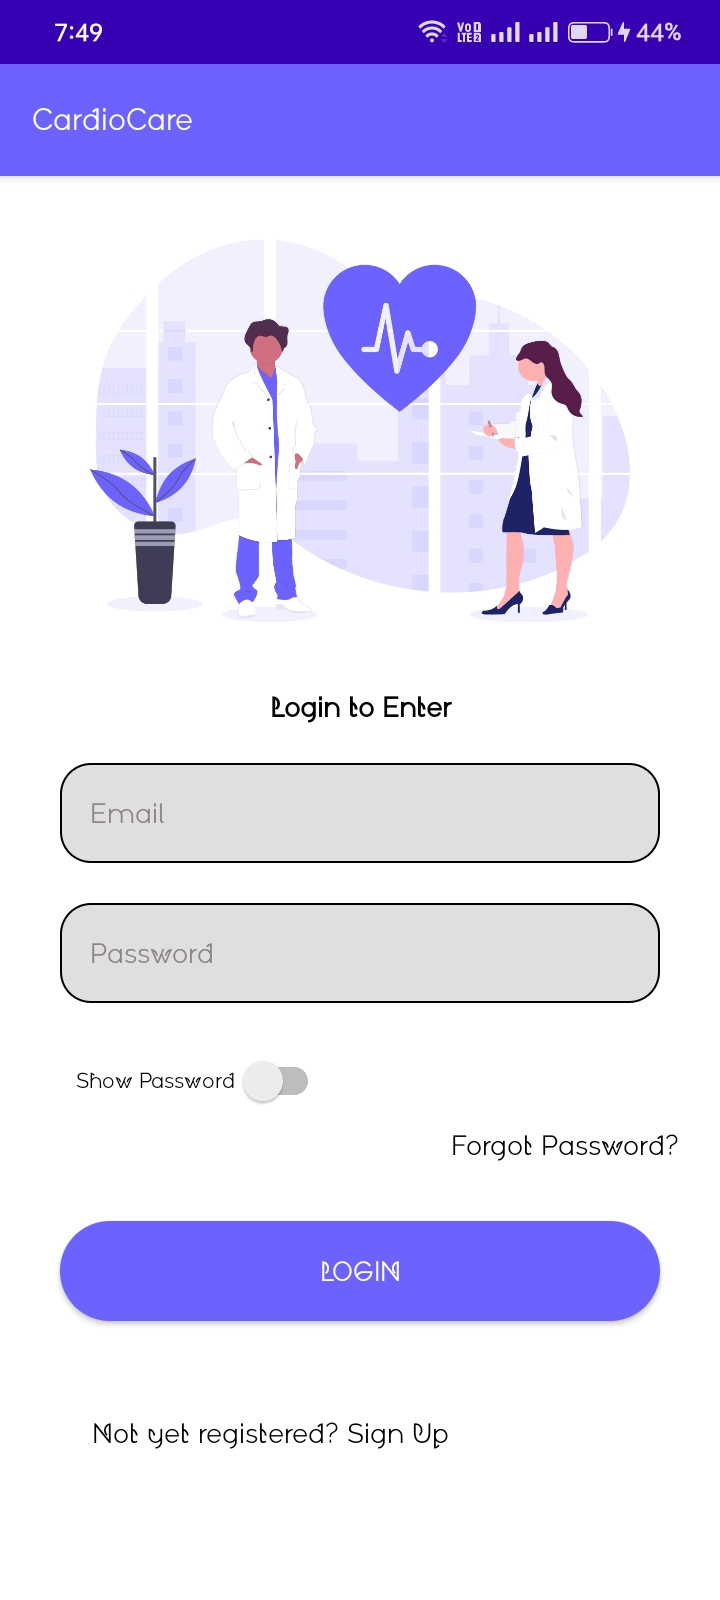 7:49 VoD LTE2 44%
CardioCare
Login to Enter
Email
Password
Show Password
Forgot Password?
LOGIN
Not yet registered? Sign Up